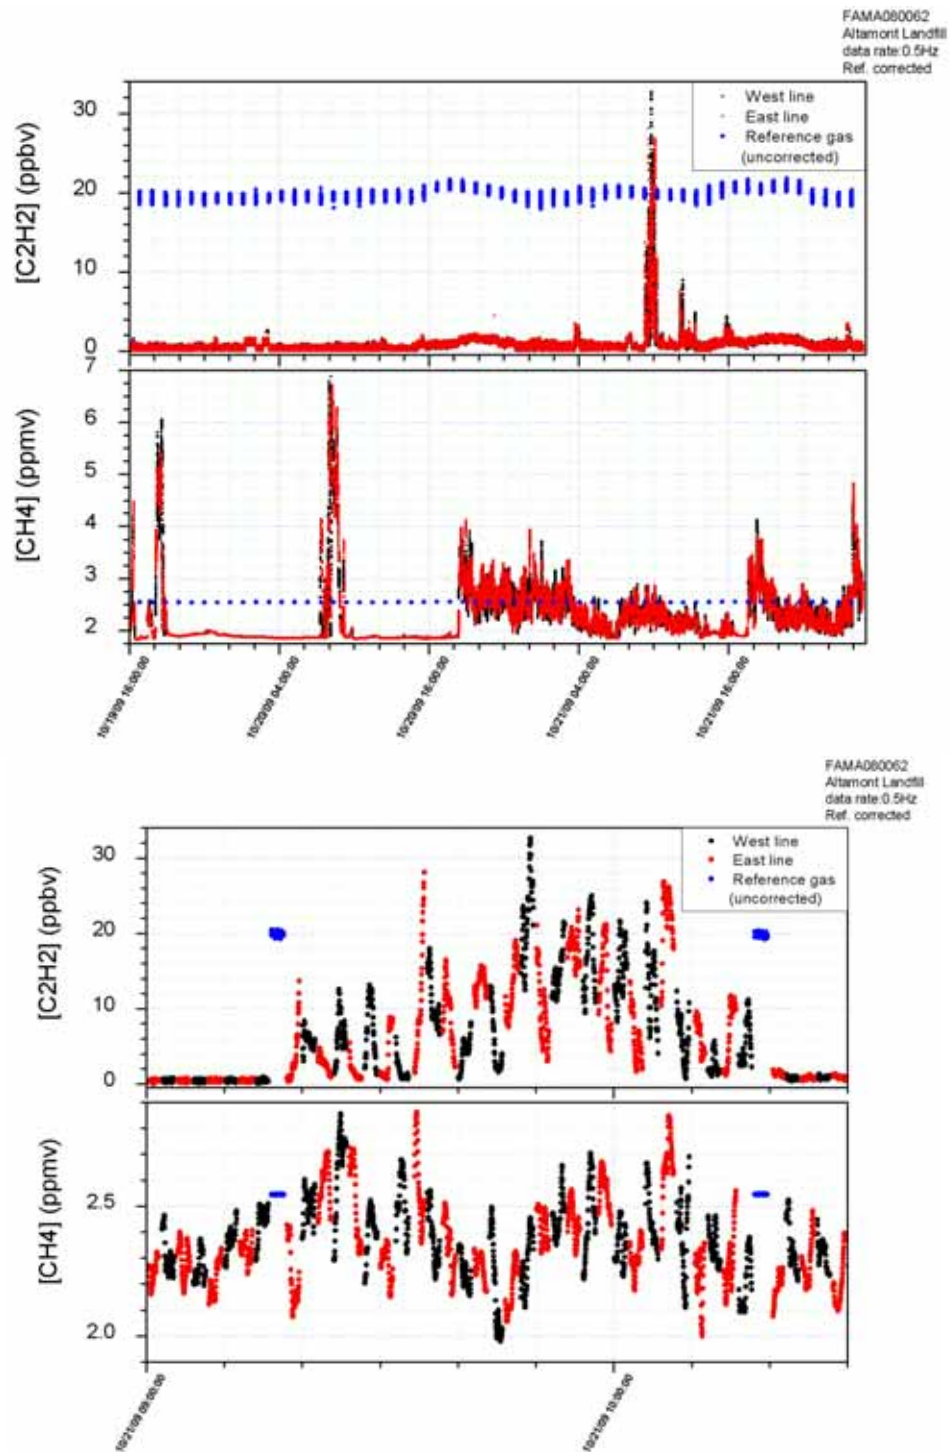 FAMA080062
Altamont Landfill
data rate:0.5Hz
Ref. corrected
West line
East line
Reference gas
(uncorrected)
[C2H2] (ppbv)
30
20
10
0
[CH4] (ppmv)
7
6
5
4
3
2
10/19/09 16:00:00
10/20/09 04:00:00
10/20/09 16:00:00
10/21/09 04:00:00
10/21/09 16:00:00
FAMA080062
Altamont Landfill
data rate:0.5Hz
Ref. corrected
West line
East line
Reference gas
(uncorrected)
[C2H2] (ppbv)
30
20
10
0
[CH4] (ppmv)
2.5
2.0
10/21/09 09:00:00
10/21/09 10:00:00